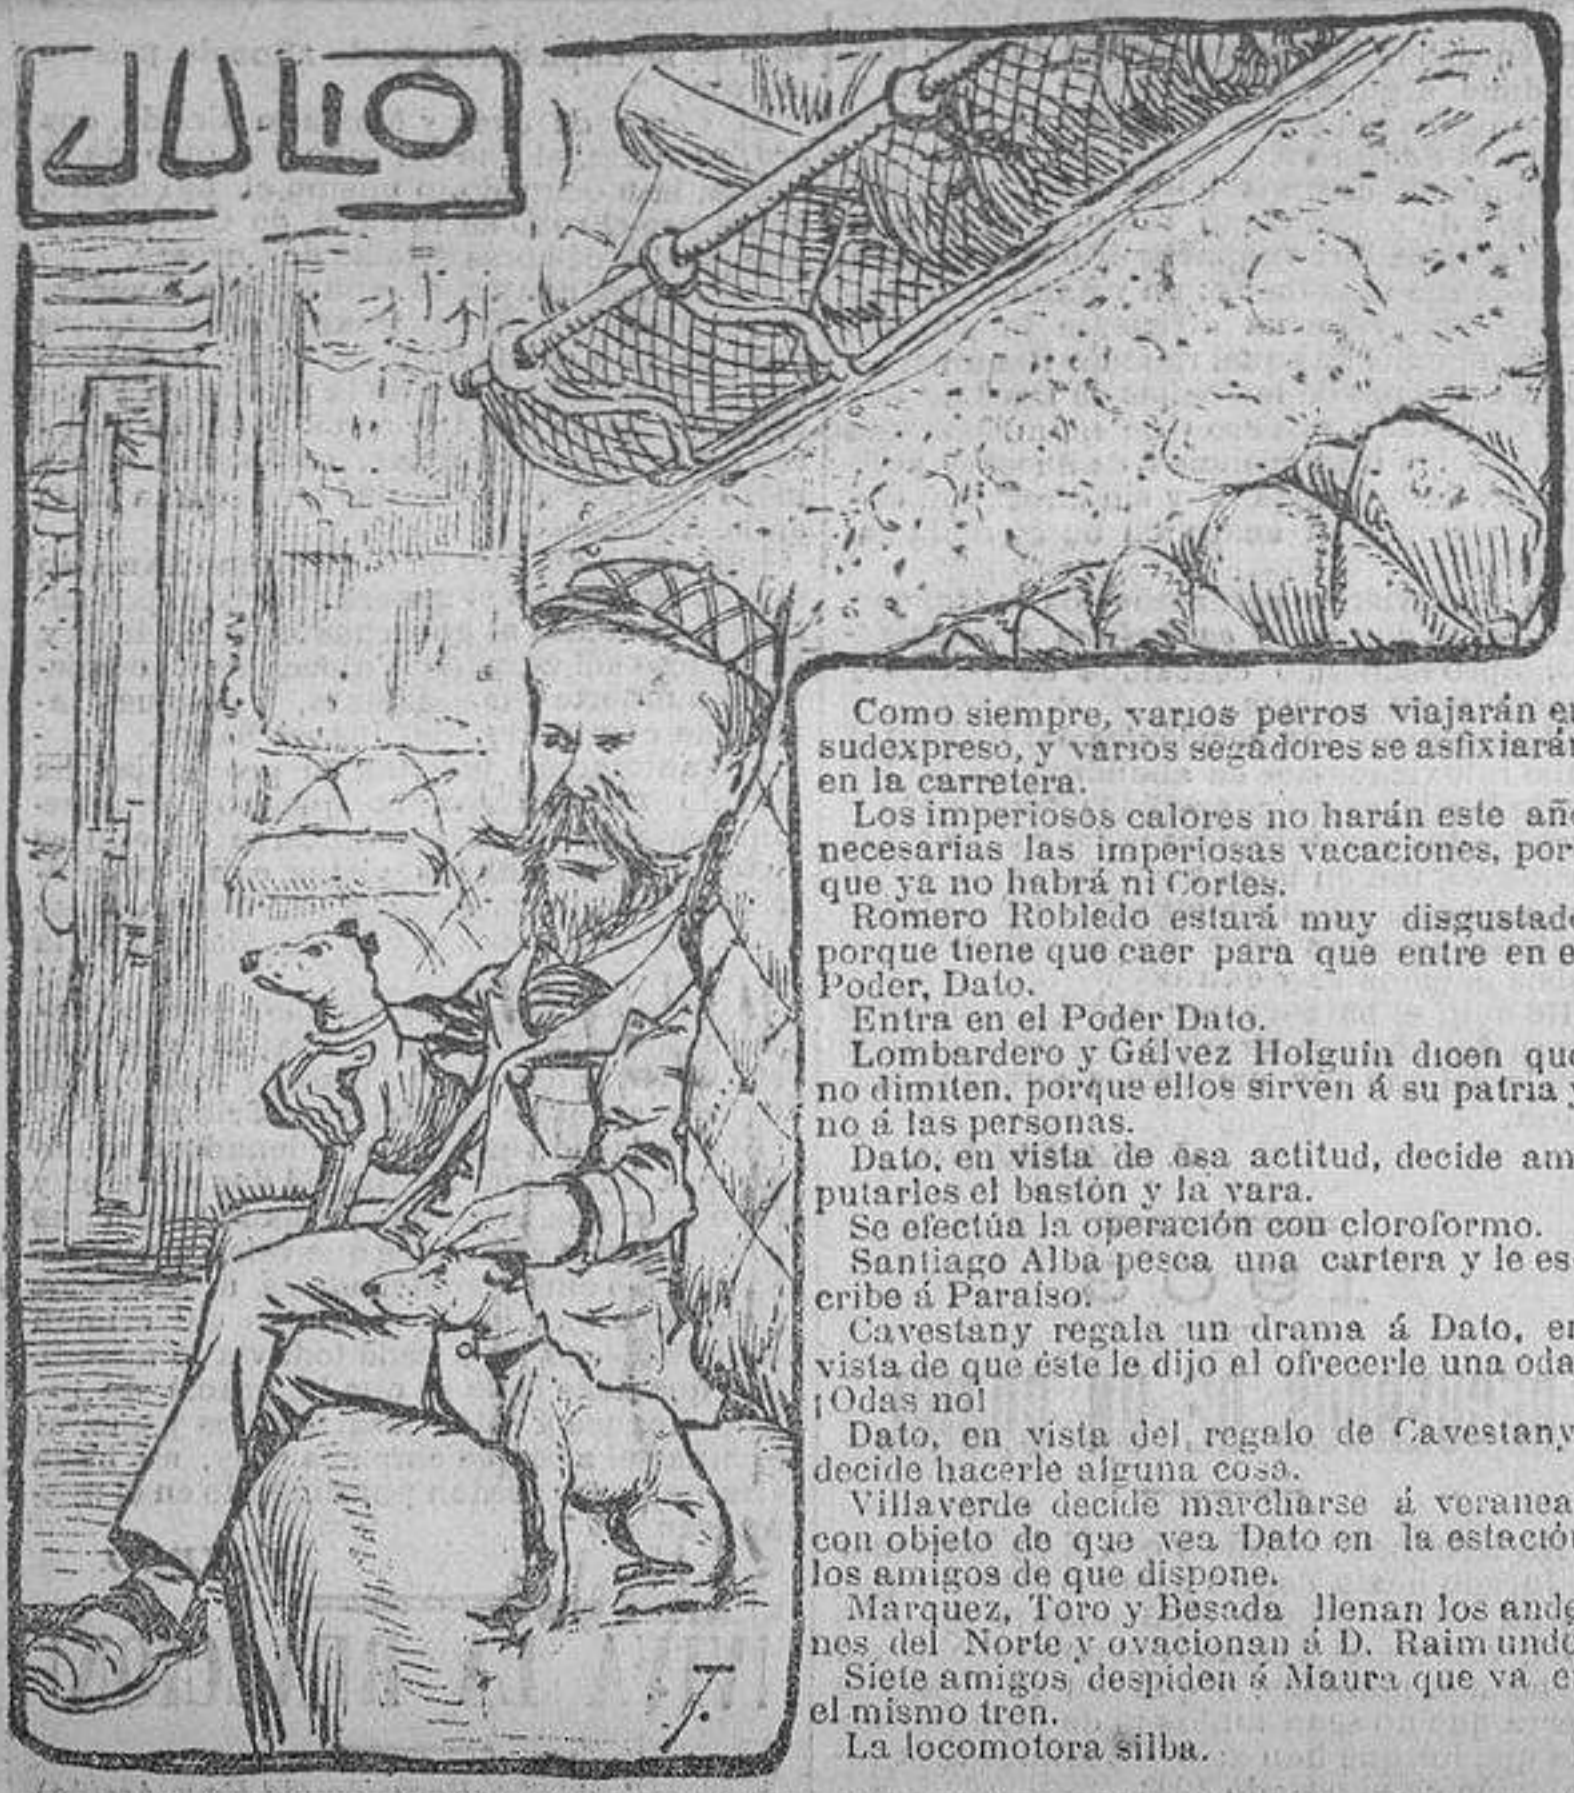 JULIO
Como siempre, varios perros viajarán en
sudexpreso, y varios segadores se asfixiarán
en la carretera.
Los imperiosos calores no harán este año
necesarias las imperiosas vacaciones, por-
que ya no habrá ni Cortes.
Romero Robledo estará muy disgustado
porque tiene que caer para que entre en el
Poder, Dato.
Entra en el Poder Dato.
Lombardero y Gálvez Holguín dicen que
no dimiten, porque ellos sirven á su patria y
no á las personas.
Dato, en vista de esa actitud, decide am-
putarles el bastón y la vara.
Se efectúa la operación con cloroformo.
Santiago Alba pesca una cartera y le es-
cribe á Paraíso.
Cavestany regala un drama á Dato, en
vista de que éste le dijo al ofrecerle una oda:
¡Odas no!
Dato, en vista del regalo de Cavestany,
decide hacerle alguna cosa.
Villaverde decide marcharse á veranear
con objeto de que vea Dato en la estación
los amigos de que dispone.
Marquez, Toro y Besada llenan los ande-
nes del Norte y ovacionan á D. Raimundo.
Siete amigos despiden á Maura que va en
el mismo tren.
La locomotora silba.
T.